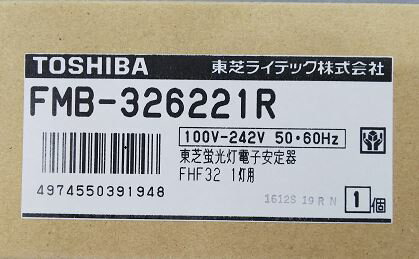 TOSHIBA 東芝ライテック株式会社
FMB-326221R
100V-242V 50・60Hz
東芝蛍光灯電子安定器
FHF32 1灯用
4974550391948
1612S 19 R N
1個